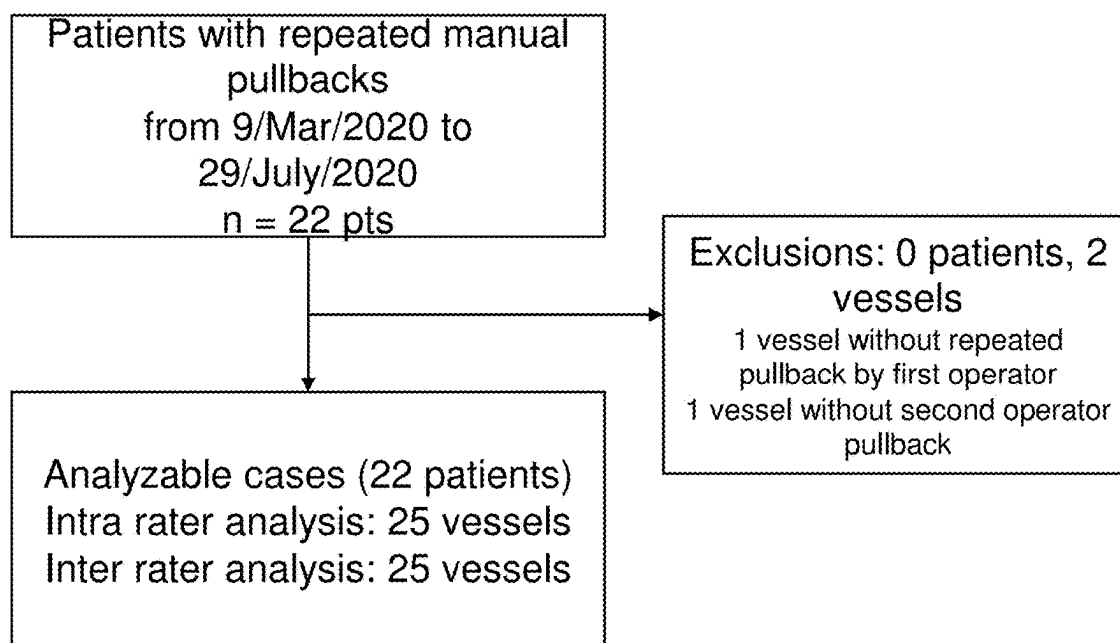 Patients with repeated manual
pullbacks
from 9/Mar/2020 to
29/July/2020
n = 22 pts
Exclusions: 0 patients, 2
vessels
1 vessel without repeated
pullback by first operator
1 vessel without second operator
pullback
Analyzable cases (22 patients)
Intra rater analysis: 25 vessels
Inter rater analysis: 25 vessels